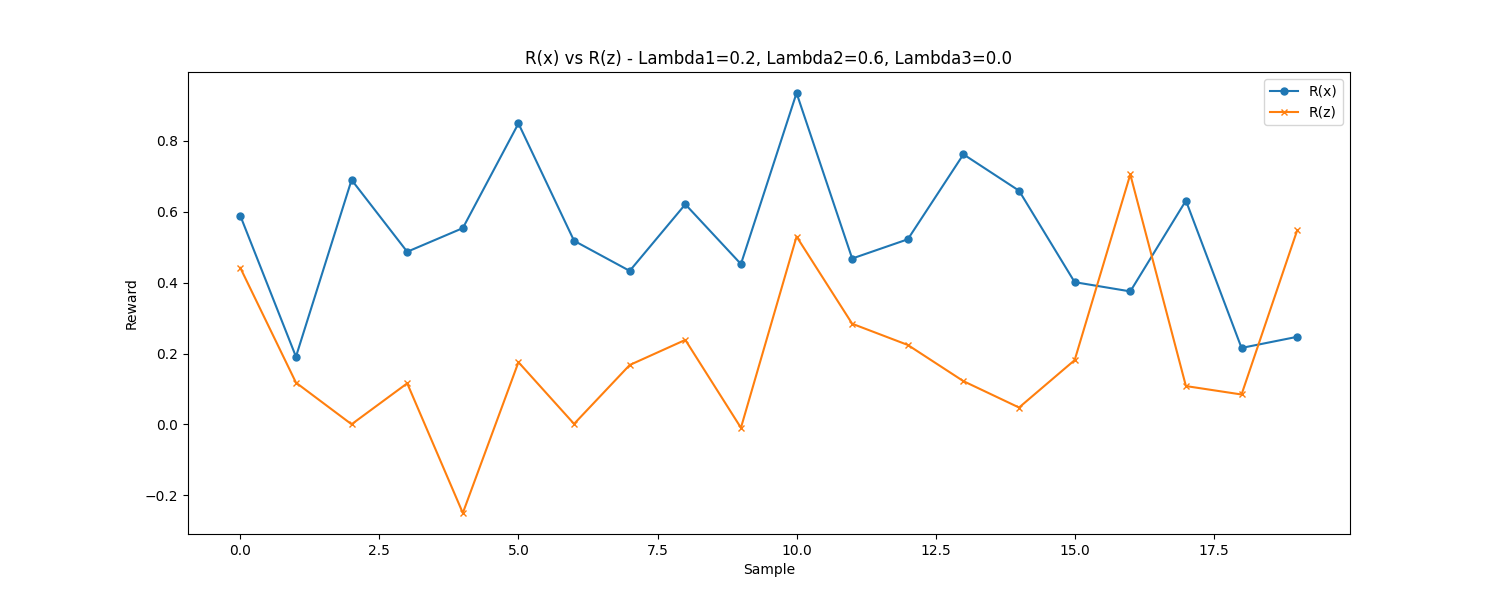 R(x) vs R(z) - Lambda1=0.2, Lambda2=0.6, Lambda3=0.0
R(x)
R(z)
Reward
0.8
0.6
0.4
0.2
0.0
−0.2
0.0 2.5 5.0 7.5 10.0 12.5 15.0 17.5
Sample